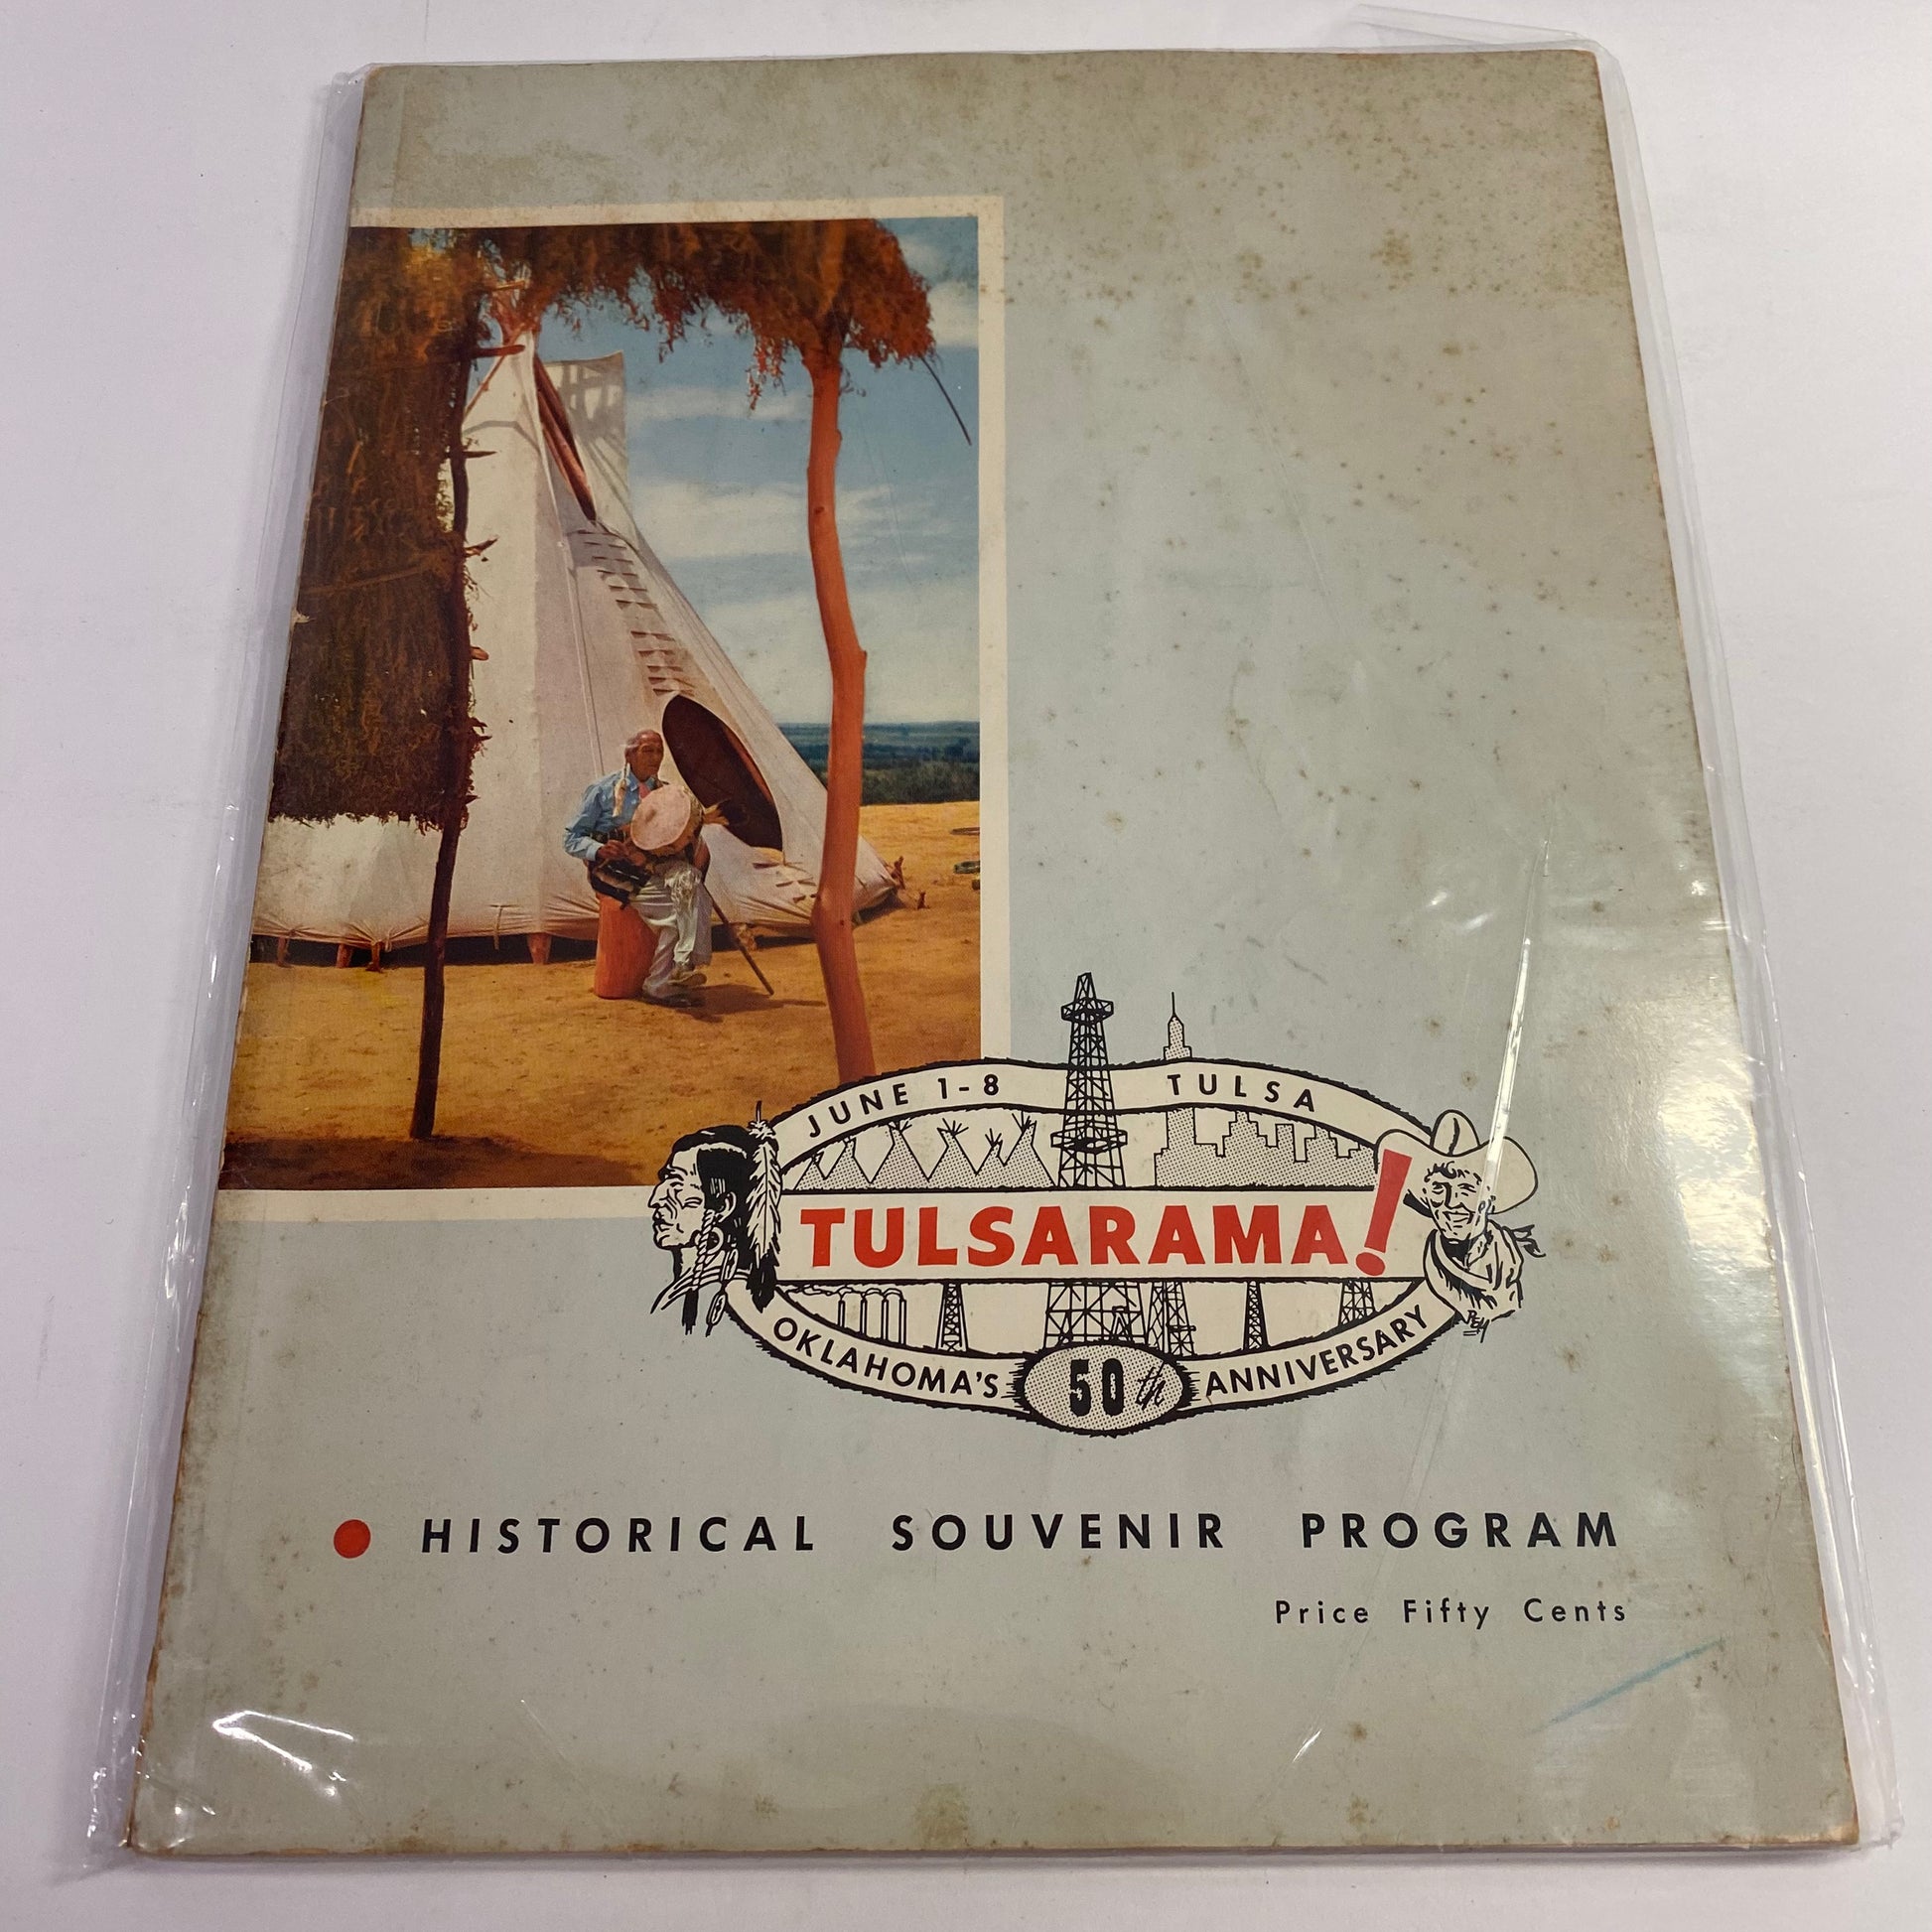 JUNE 1-8 TULSA
TULSARAMA!
OKLAHOMA'S 50th ANNIVERSARY
HISTORICAL SOUVENIR PROGRAM
Price Fifty Cents